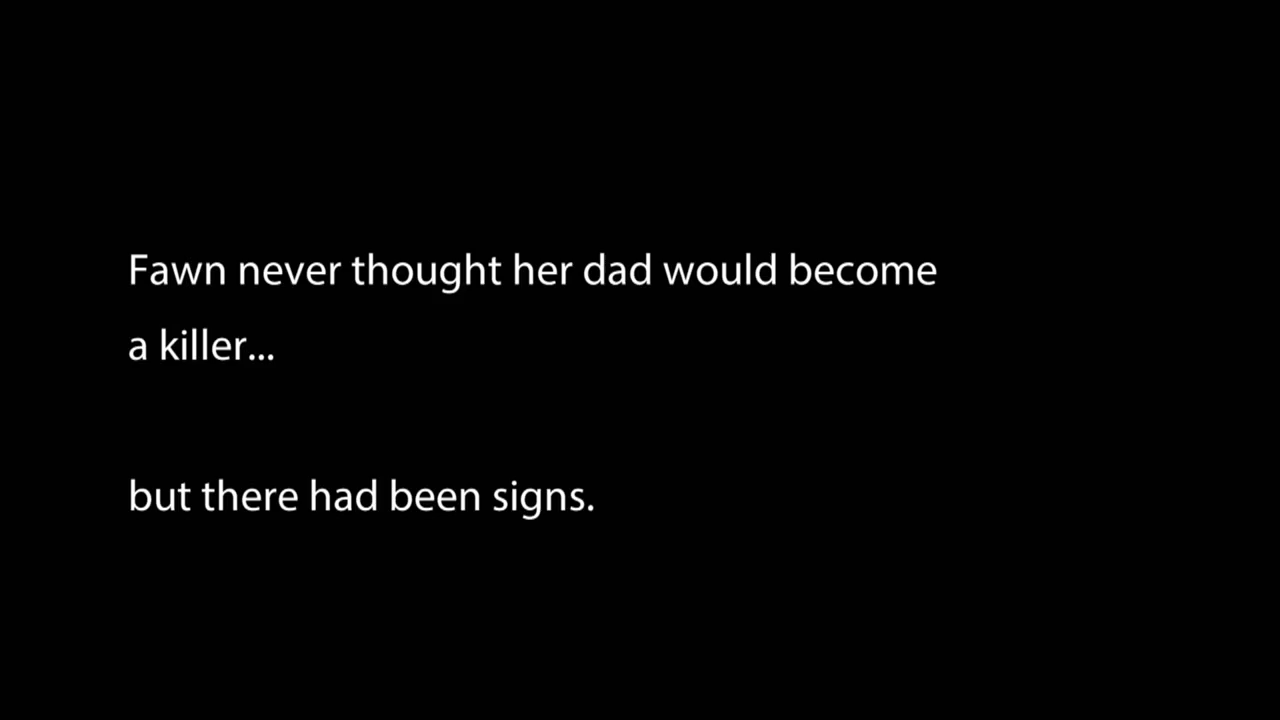 Fawn never thought her dad would become
a killer...
but there had been signs.